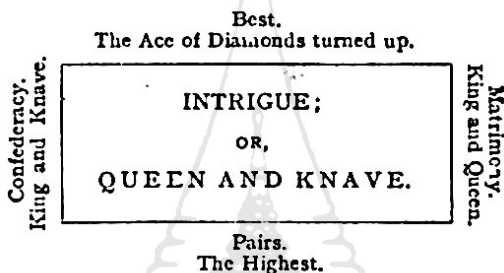 Best.
The Ace of Diamonds turned up.
Confederacy.
King and Knave.
INTRIGUE;
OR,
QUEEN AND KNAVE.
Matrimony.
King and Queen.
Pairs.
The Highest.